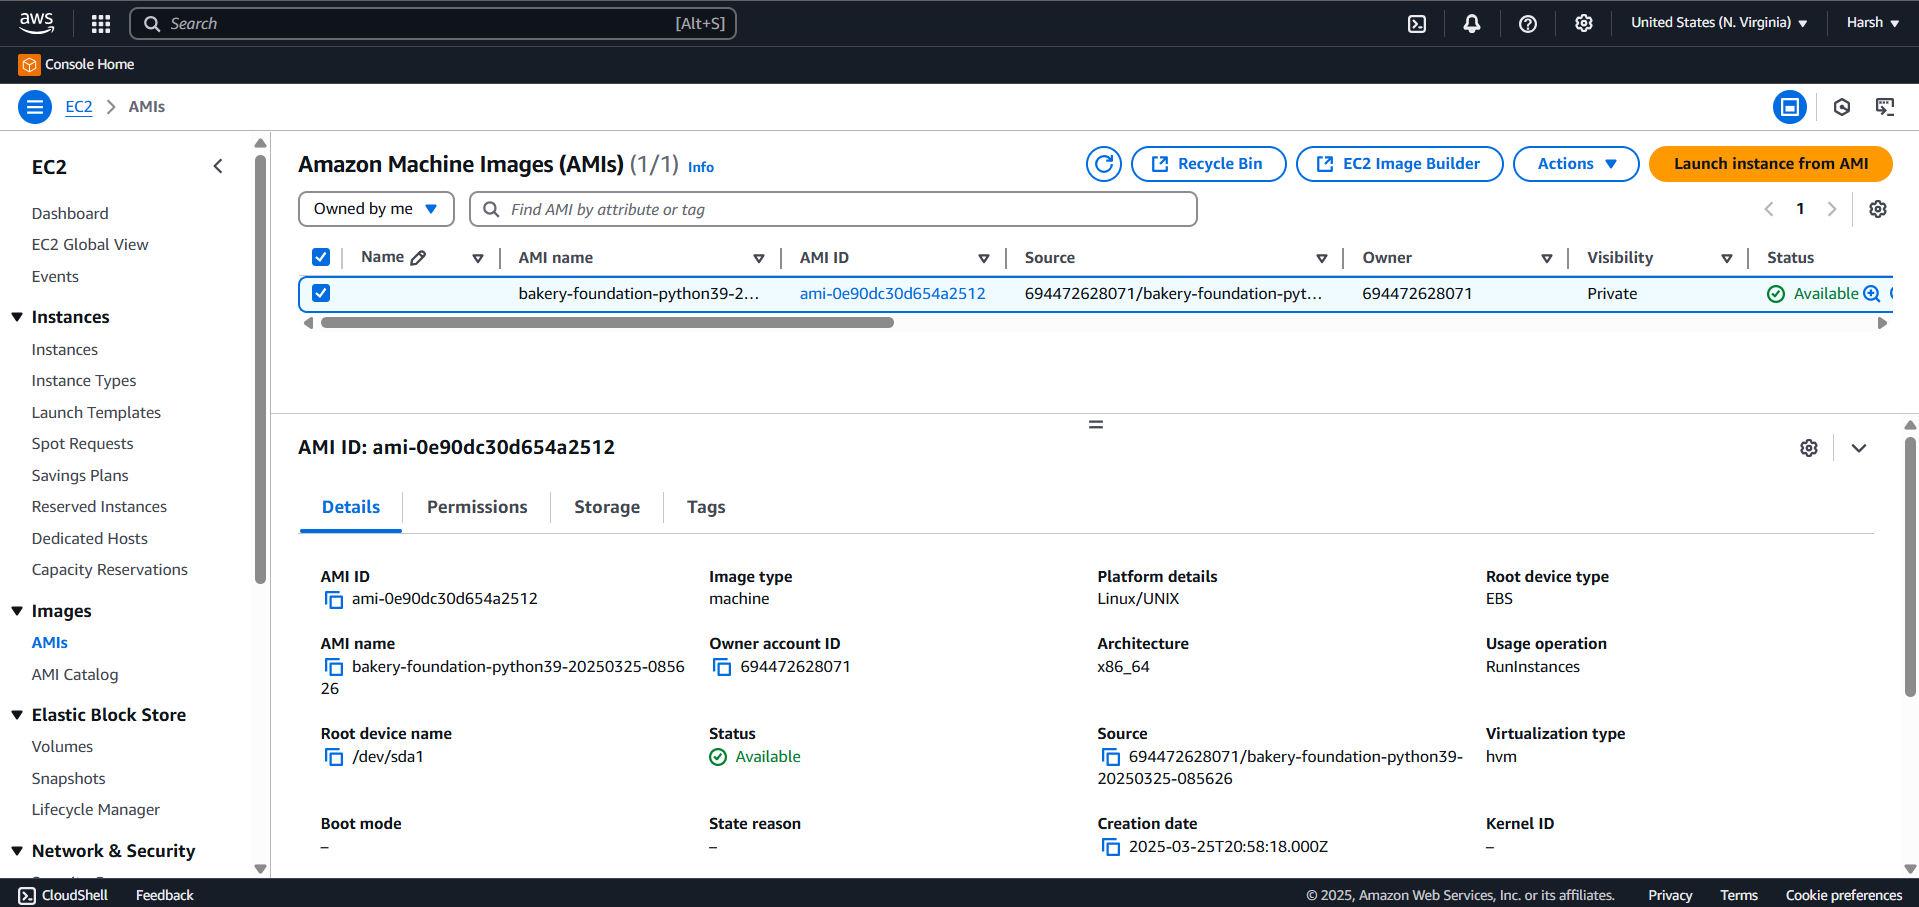 aws
Search [Alt+S]
United States (N. Virginia)
Harsh
Console Home
EC2 AMIs
EC2
Dashboard
EC2 Global View
Events
Instances
Instances
Instance Types
Launch Templates
Spot Requests
Savings Plans
Reserved Instances
Dedicated Hosts
Capacity Reservations
Images
AMIs
AMI Catalog
Elastic Block Store
Volumes
Snapshots
Lifecycle Manager
Network & Security
Amazon Machine Images (AMIs) (1/1) Info
Recycle Bin
EC2 Image Builder
Actions
Launch instance from AMI
Owned by me
Find AMI by attribute or tag
1
Name AMI name AMI ID Source Owner Visibility Status
bakery-foundation-python39-2... ami-0e90dc30d654a2512 694472628071/bakery-foundation-pyt... 694472628071 Private Available
AMI ID: ami-0e90dc30d654a2512
Details Permissions Storage Tags
AMI ID
ami-0e90dc30d654a2512
Image type
machine
Platform details
Linux/UNIX
Root device type
EBS
AMI name
bakery-foundation-python39-20250325-0856
26
Owner account ID
694472628071
Architecture
x86_64
Usage operation
RunInstances
Root device name
/dev/sda1
Status
Available
Source
694472628071/bakery-foundation-python39-
20250325-085626
Virtualization type
hvm
Boot mode
–
State reason
–
Creation date
2025-03-25T20:58:18.000Z
Kernel ID
–
CloudShell Feedback
© 2025, Amazon Web Services, Inc. or its affiliates. Privacy Terms Cookie preferences